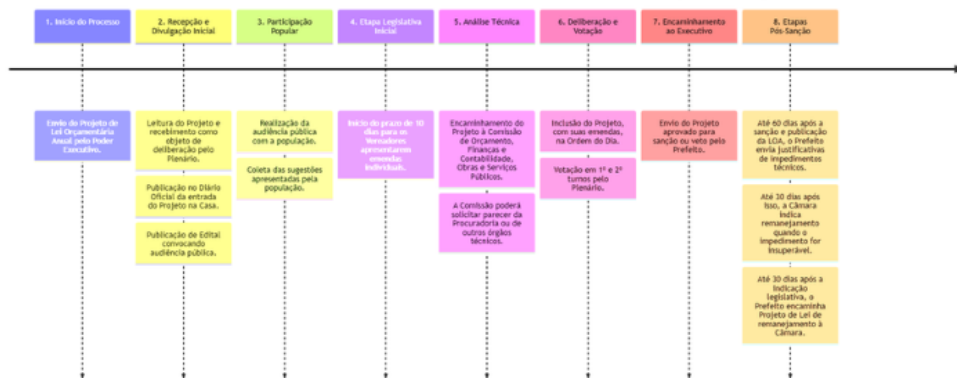 1. Início do Processo
Envio do Projeto de
Lei Orçamentária
Anual pelo Poder
Executivo.
2. Recepção e
Divulgação Inicial
Leitura do Projeto e
recebimento como
objeto de
deliberação pelo
Plenário.
Publicação no Diário
Oficial da entrada
do Projeto na Casa.
Publicação de Edital
convocando
audiência pública.
3. Participação
Popular
Realização da
audiência pública
com a população.
Coleta das sugestões
apresentadas pela
população.
4. Etapa Legislativa
Inicial
Início do prazo de 10
dias para os
Vereadores
apresentarem
emendas
individuais.
5. Análise Técnica
Encaminhamento do
Projeto à Comissão
de Orçamento,
Finanças e
Contabilidade,
Obras e Serviços
Públicos.
A Comissão poderá
solicitar parecer da
Procuradoria ou de
outros órgãos
técnicos.
6. Deliberação e
Votação
Inclusão do Projeto,
com suas emendas,
na Ordem do Dia.
Votação em 1º e 2º
turnos pelo
Plenário.
7. Encaminhamento
ao Executivo
Envio do Projeto
aprovado para
sanção ou veto pelo
Prefeito.
8. Etapas
Pós-Sanção
Até 60 dias após a
sanção e publicação
da LOA, o Prefeito
envia justificativas
de impedimentos
técnicos.
Até 30 dias após
isso, a Câmara
indica
remanejamento
quando o
impedimento for
insuperável.
Até 30 dias após a
indicação
legislativa, o
Prefeito encaminha
Projeto de Lei de
remanejamento à
Câmara.